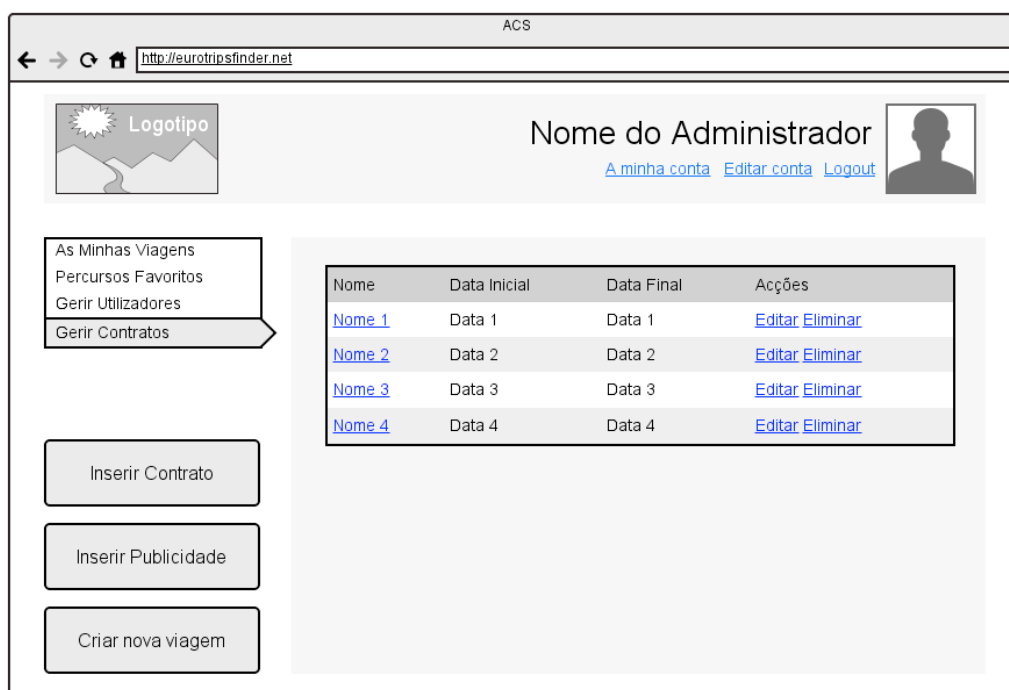 ACS
http://eurotripsfinder.net
Logotipo
Nome do Administrador
A minha conta Editar conta Logout
As Minhas Viagens
Percursos Favoritos
Gerir Utilizadores
Gerir Contratos
Nome Data Inicial Data Final Acções
Nome 1 Data 1 Data 1 Editar Eliminar
Nome 2 Data 2 Data 2 Editar Eliminar
Nome 3 Data 3 Data 3 Editar Eliminar
Nome 4 Data 4 Data 4 Editar Eliminar
Inserir Contrato
Inserir Publicidade
Criar nova viagem